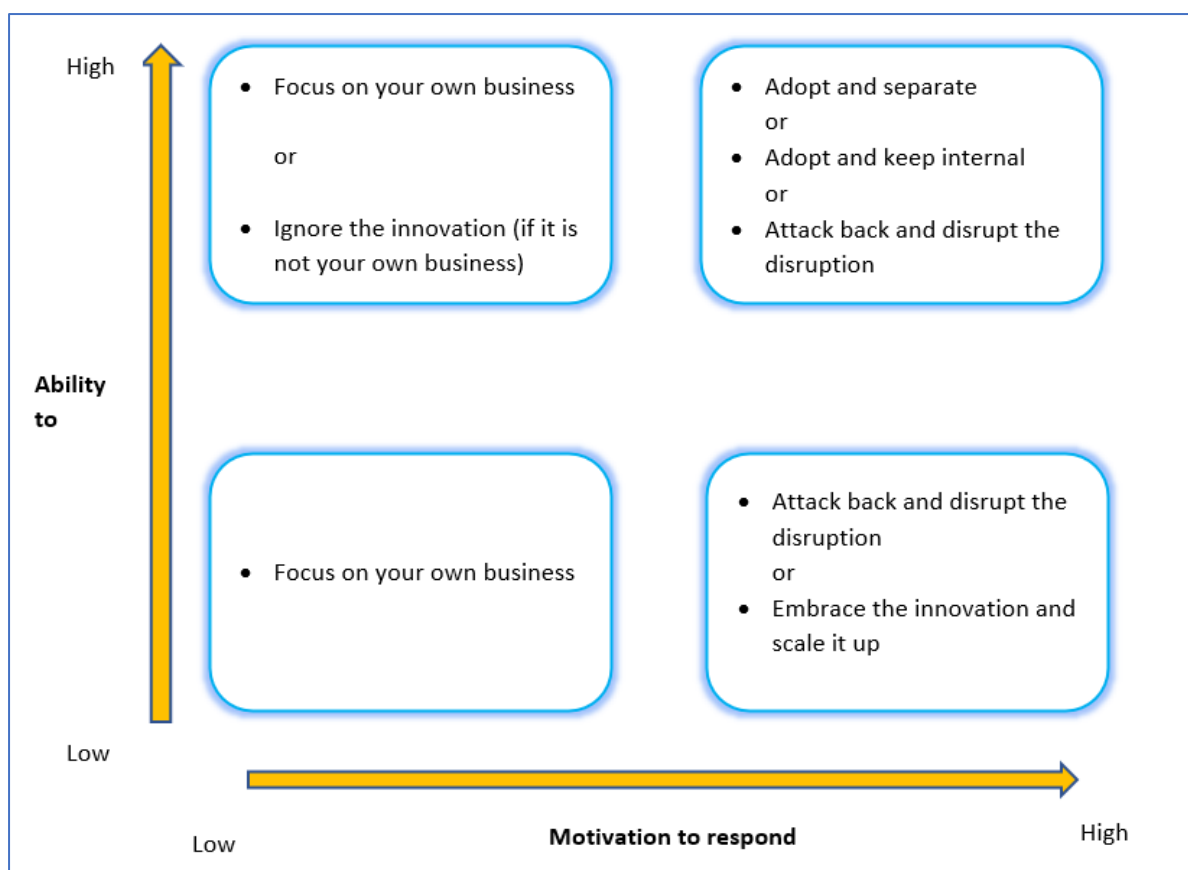 High
• Focus on your own business
or
• Ignore the innovation (if it is
not your own business)
• Adopt and separate
or
• Adopt and keep internal
or
• Attack back and disrupt the
disruption
Ability
to
• Focus on your own business
• Attack back and disrupt the
disruption
or
• Embrace the innovation and
scale it up
Low
Low
Motivation to respond
High